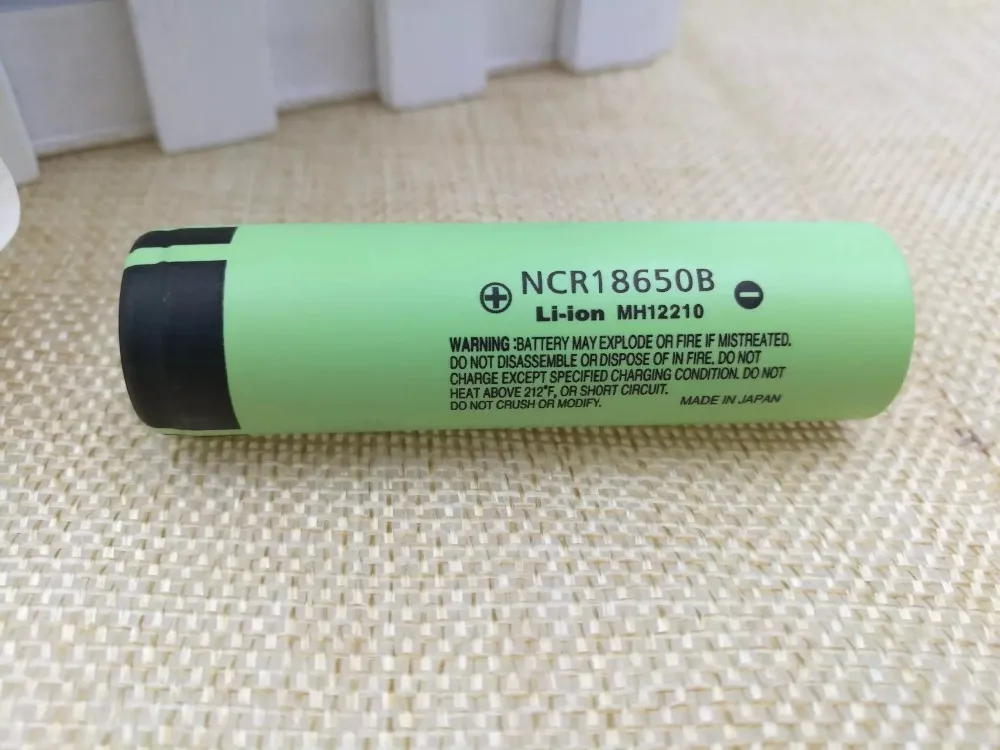 ⊕ NCR18650B ⊖
Li-ion MH12210
WARNING :BATTERY MAY EXPLODE OR FIRE IF MISTREATED.
DO NOT DISASSEMBLE OR DISPOSE OF IN FIRE. DO NOT
CHARGE EXCEPT SPECIFIED CHARGING CONDITION. DO NOT
HEAT ABOVE 212°F, OR SHORT CIRCUIT.
DO NOT CRUSH OR MODIFY. MADE IN JAPAN